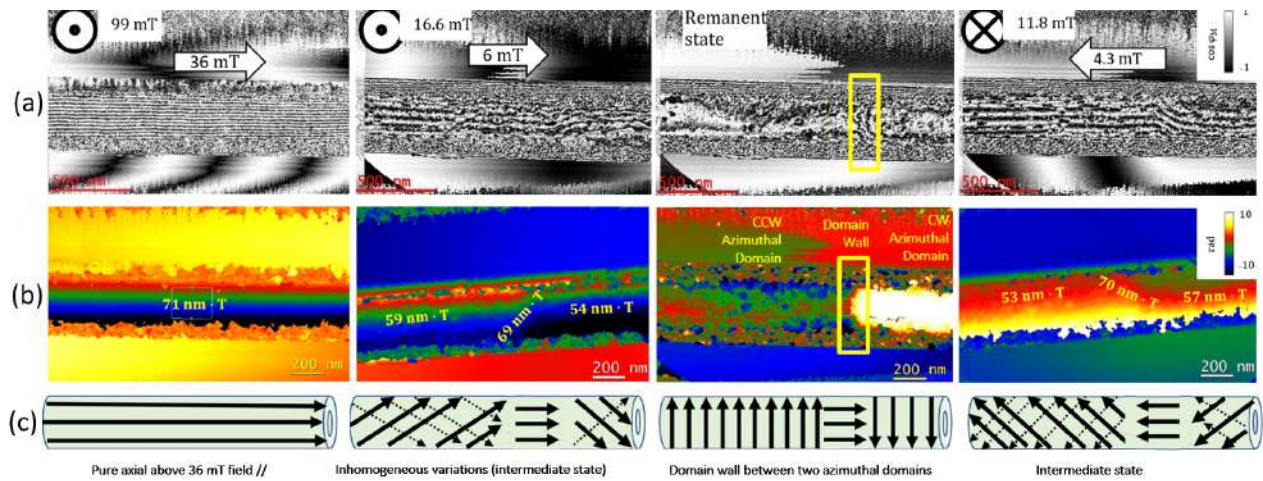 99 mT
16.6 mT
Remanent
state
11.8 mT
1
cos Nφ
-1
36 mT
6 mT
4.3 mT
(a)
500 nm
500 nm
500 nm
500 nm
CCW
Azimuthal
Domain
Domain
Wall
CW
Azimuthal
Domain
10
rad
-10
(b)
71 nm · T
59 nm · T
69 nm · T
54 nm · T
53 nm · T
70 nm · T
57 nm · T
200 nm
200 nm
200 nm
200 nm
(c)
Pure axial above 36 mT field //
Inhomogeneous variations (intermediate state)
Domain wall between two azimuthal domains
Intermediate state